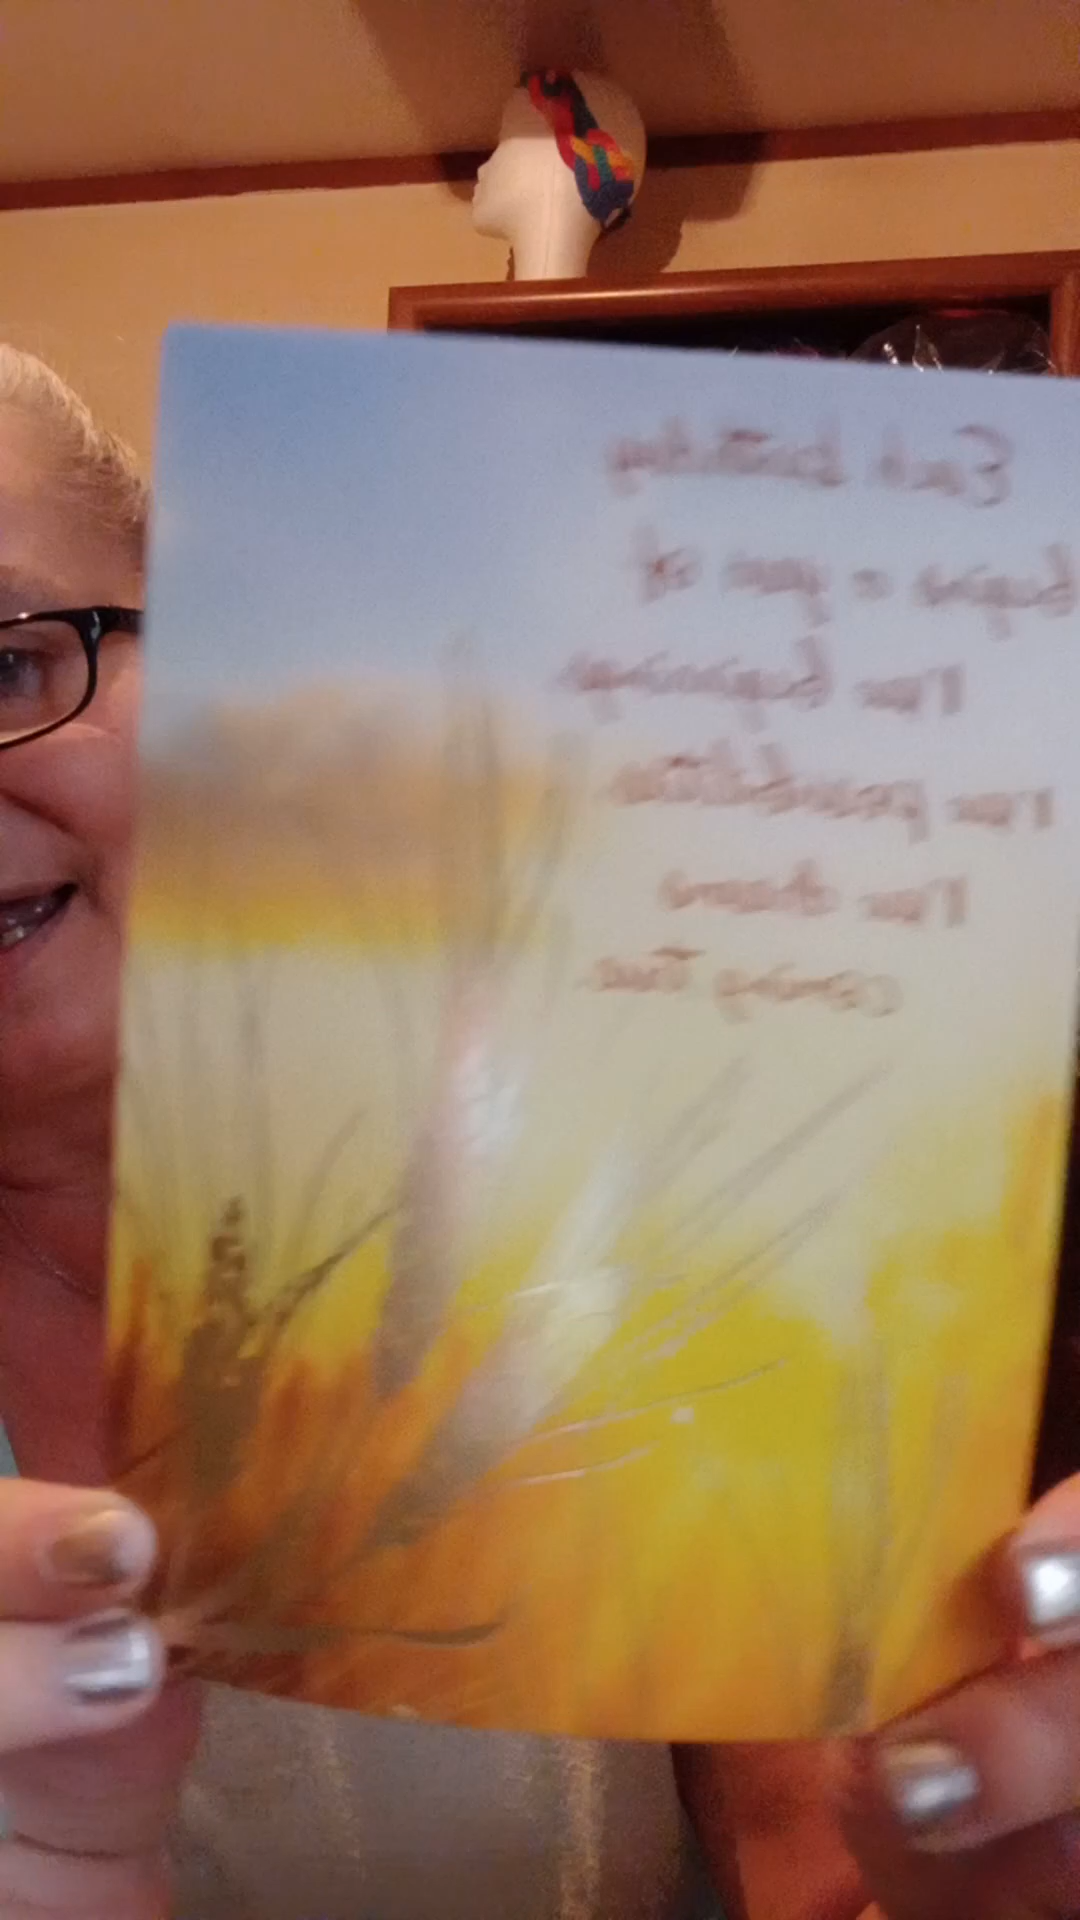 Each birthday
begins a year of
new beginnings
new possibilities
new dreams
coming true